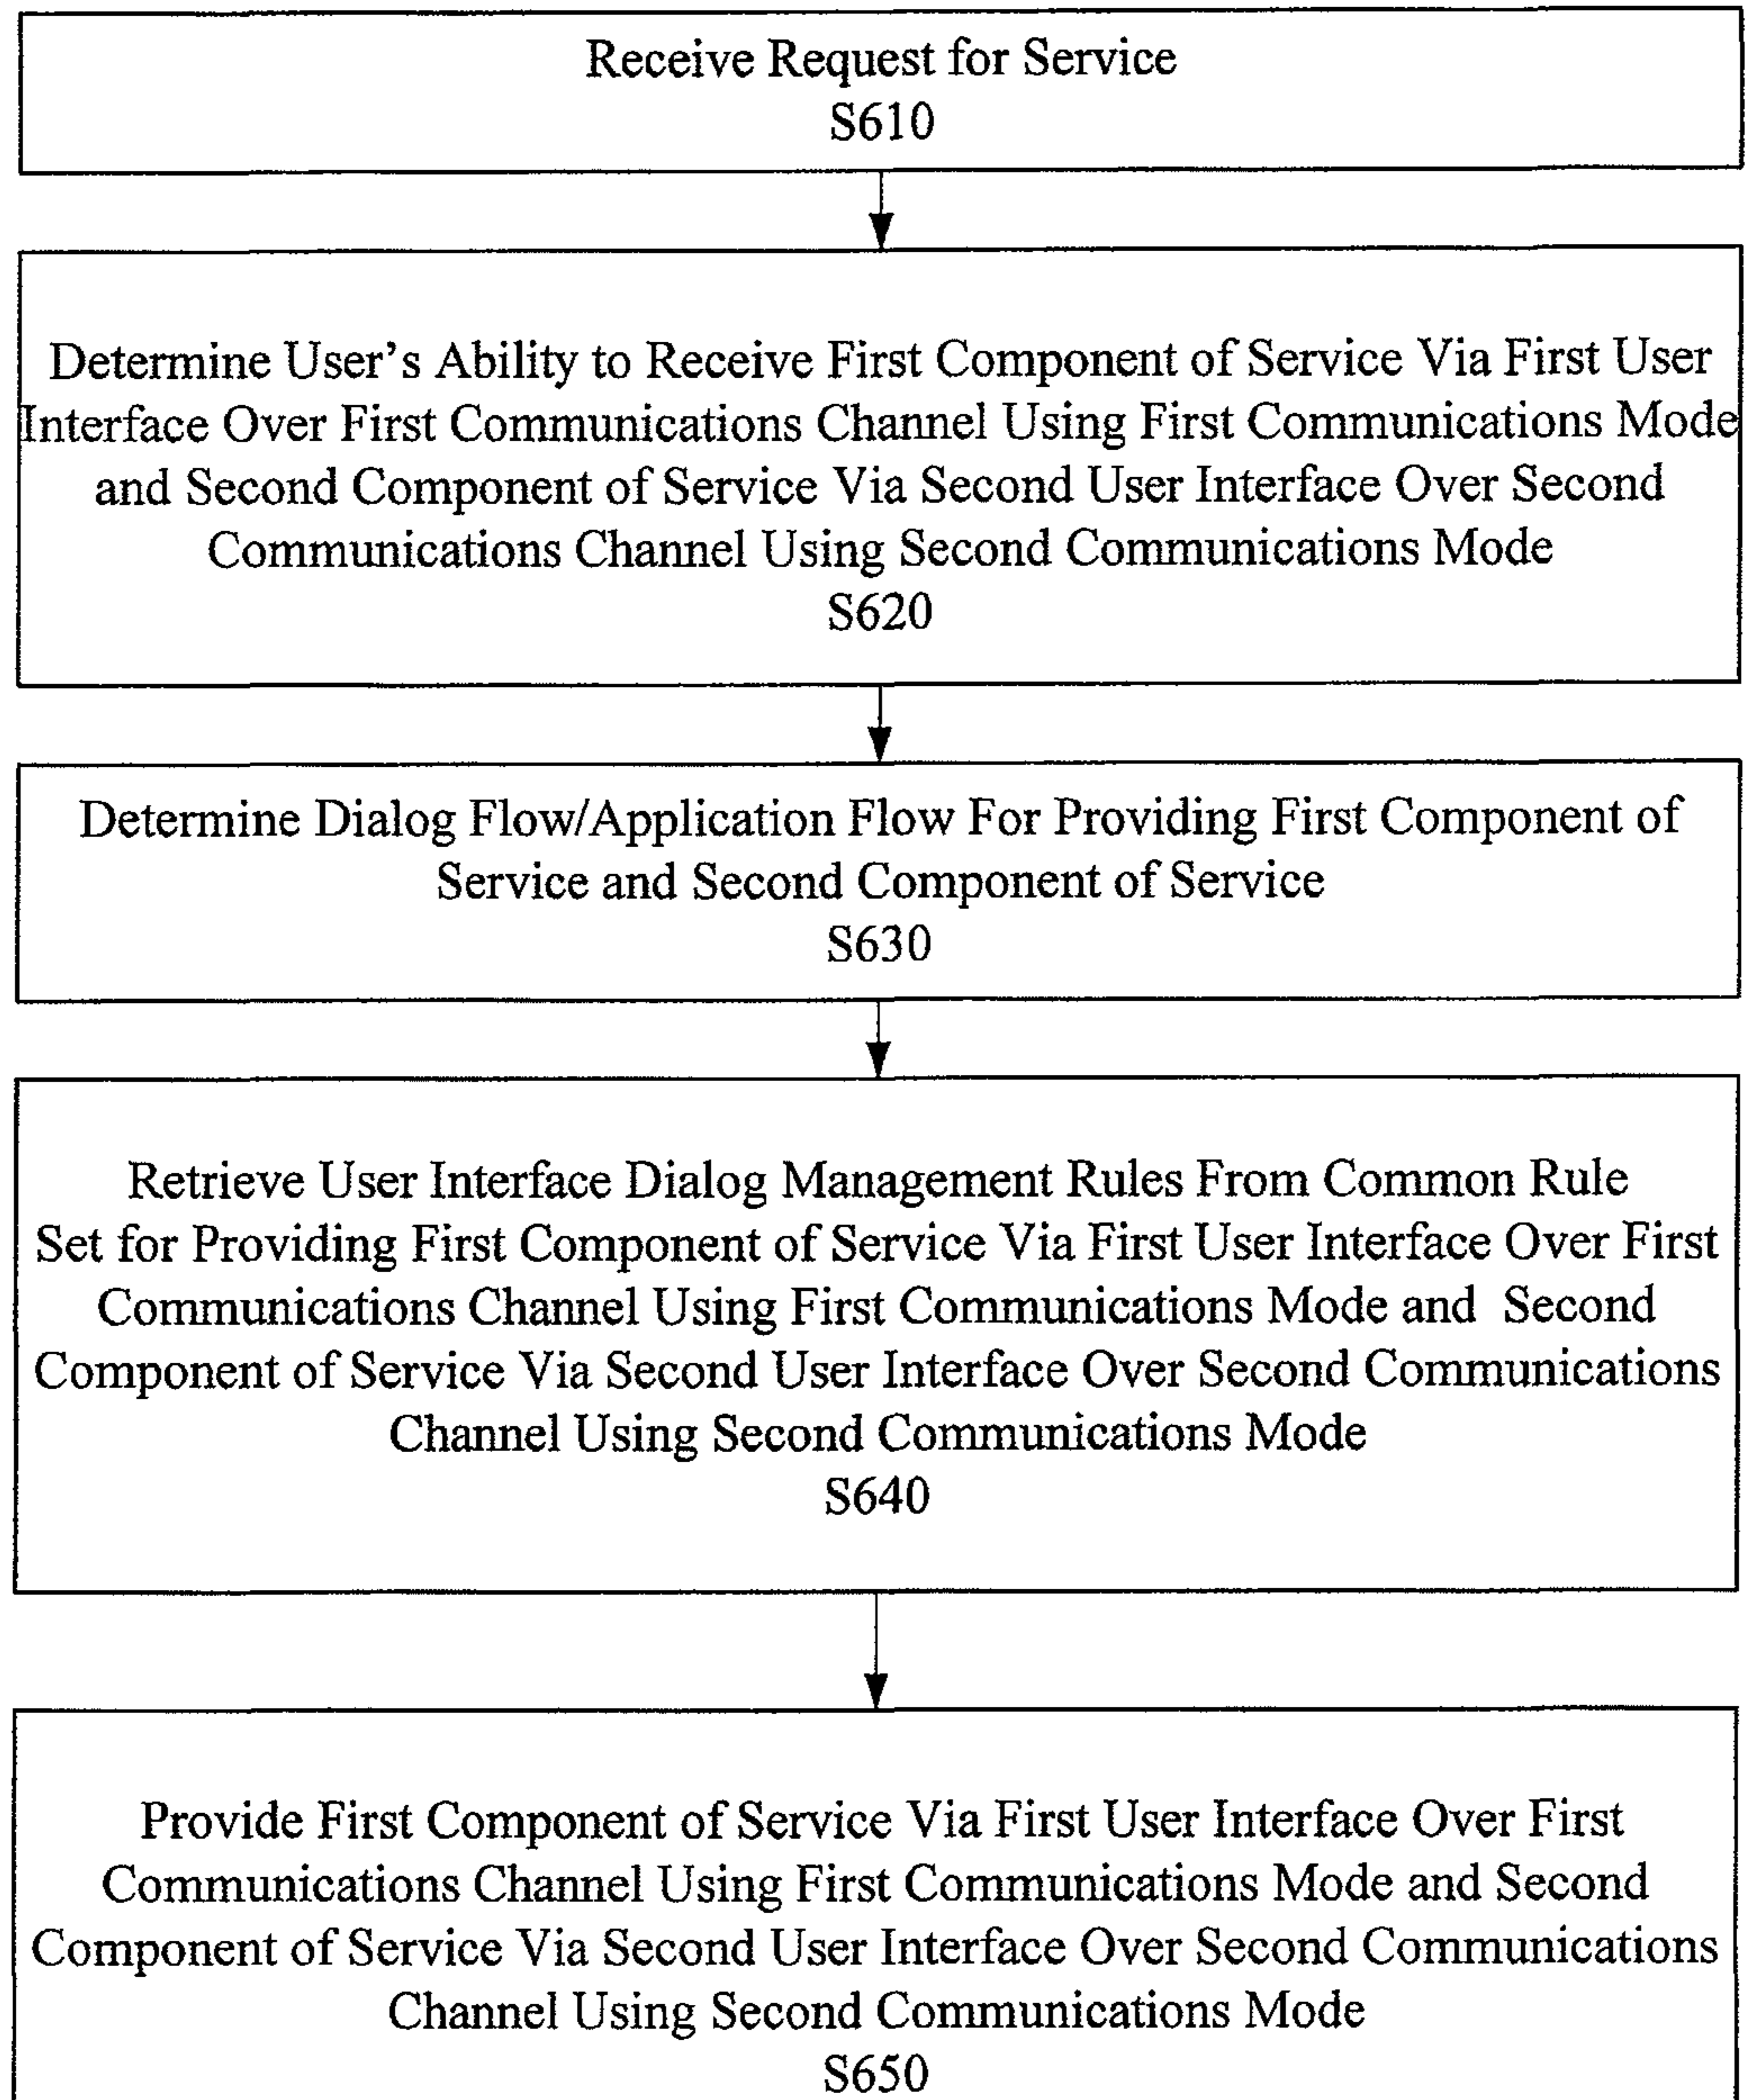 Receive Request for Service
S610
Determine User's Ability to Receive First Component of Service Via First User
Interface Over First Communications Channel Using First Communications Mode
and Second Component of Service Via Second User Interface Over Second
Communications Channel Using Second Communications Mode
S620
Determine Dialog Flow/Application Flow For Providing First Component of
Service and Second Component of Service
S630
Retrieve User Interface Dialog Management Rules From Common Rule
Set for Providing First Component of Service Via First User Interface Over First
Communications Channel Using First Communications Mode and Second
Component of Service Via Second User Interface Over Second Communications
Channel Using Second Communications Mode
S640
Provide First Component of Service Via First User Interface Over First
Communications Channel Using First Communications Mode and Second
Component of Service Via Second User Interface Over Second Communications
Channel Using Second Communications Mode
S650